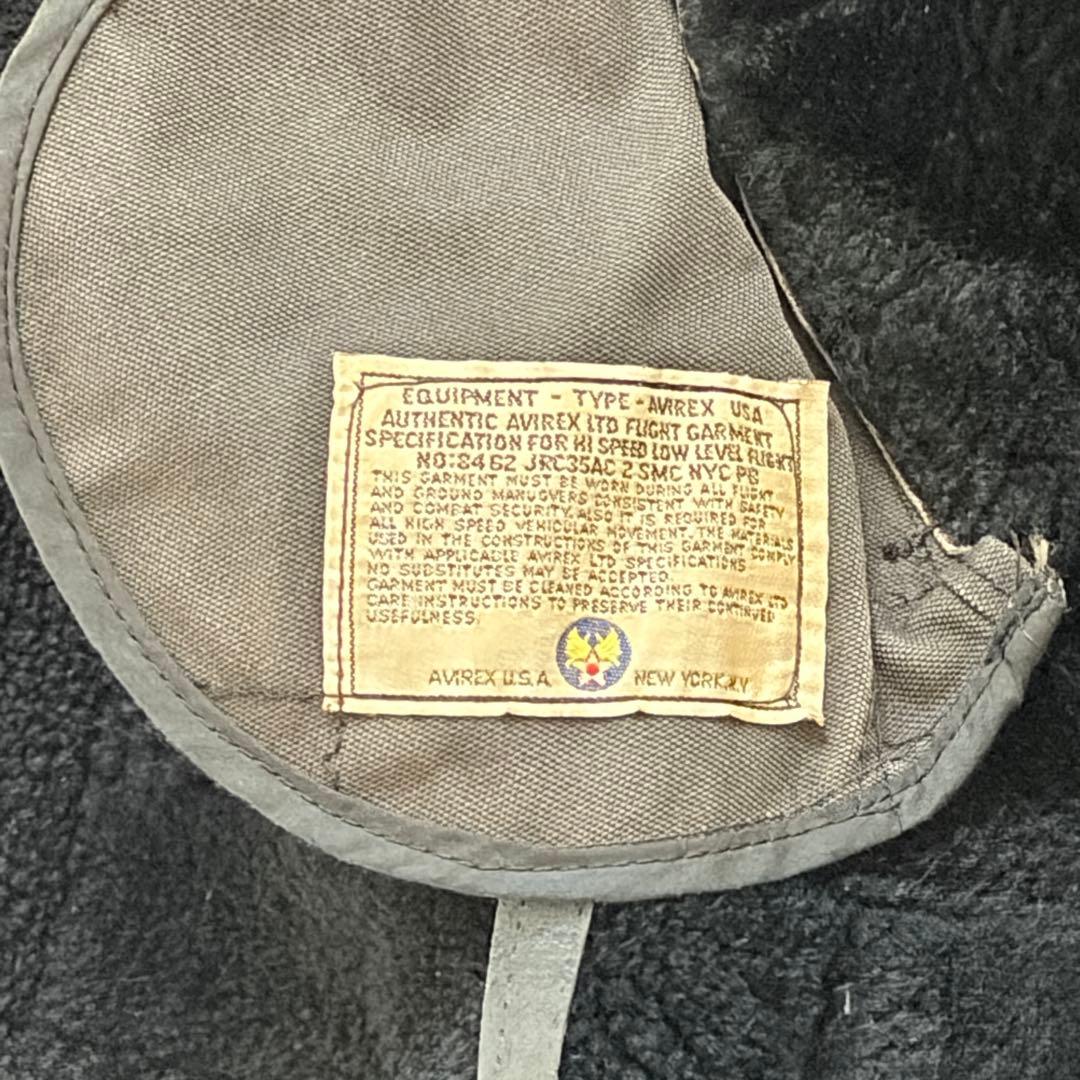 EQUIPMENT - TYPE - AVIREX USA
AUTHENTIC AVIREX LTD FLIGHT GARMENT
SPECIFICATION FOR HI SPEED LOW LEVEL FLIGHT
NO:8462 JRC35AC 2 SMC NYC PB
THIS GARMENT MUST BE WORN DURING ALL FLIGHT
AND GROUND MANUGVERS CONSISTENT WITH SAFETY
AND COMBAT SECURITY. ALSO IT IS REQUIRED FOR
ALL HIGH SPEED VEHICULAR MOVEMENT. THE MATERIALS
USED IN THE CONSTRUCTIONS OF THIS GARMENT COMPLY
WITH APPLICABLE AVIREX LTD SPECIFICATIONS
NO SUBSTITUTES MAY BE ACCEPTED.
GARMENT MUST BE CLEANED ACCORDING TO AVIREX LTD
CARE INSTRUCTIONS TO PRESERVE THEIR CONTINUED
USEFULNESS.
AVIREX U.S.A. NEW YORK.N.Y.